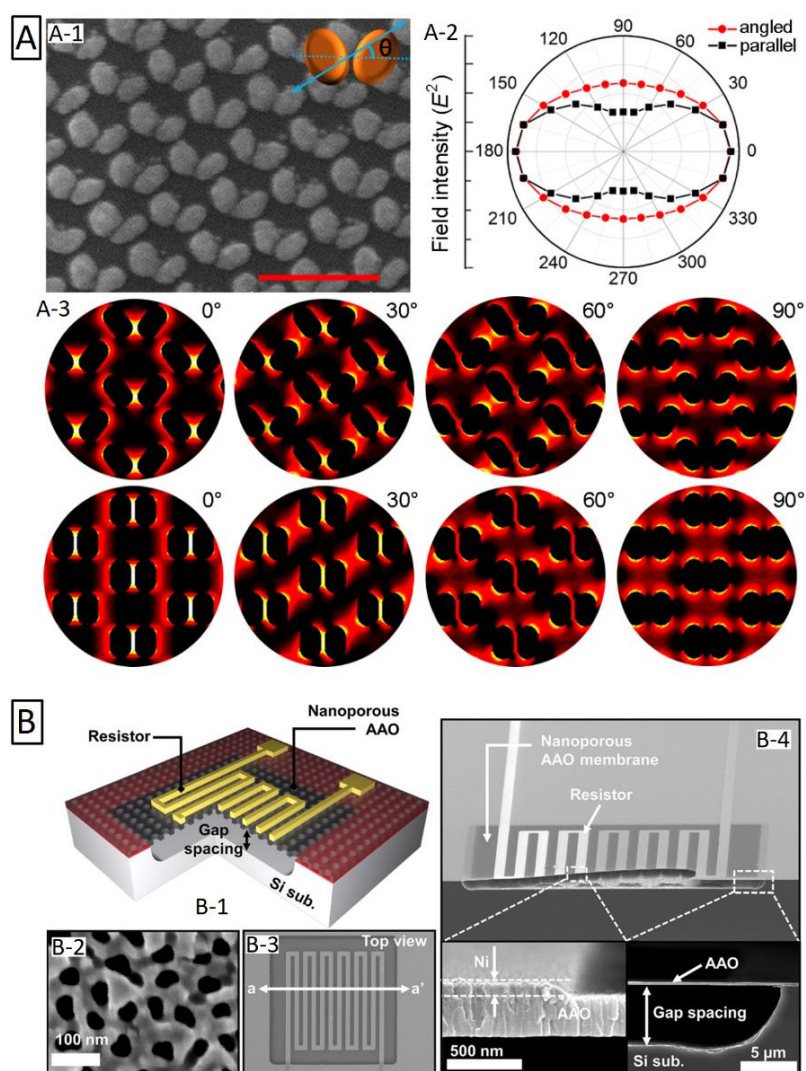 A
A-1
θ
A-2
Field intensity (E²)
angled
parallel
90
120
60
150
30
180
0
210
330
240
300
270
A-3
0°
30°
60°
90°
0°
30°
60°
90°
B
Resistor
Nanoporous
AAO
Gap
spacing
Si sub.
B-1
B-2
100 nm
B-3
Top view
a
a'
B-4
Nanoporous
AAO membrane
Resistor
Ni
AAO
500 nm
AAO
Gap spacing
Si sub.
5 µm